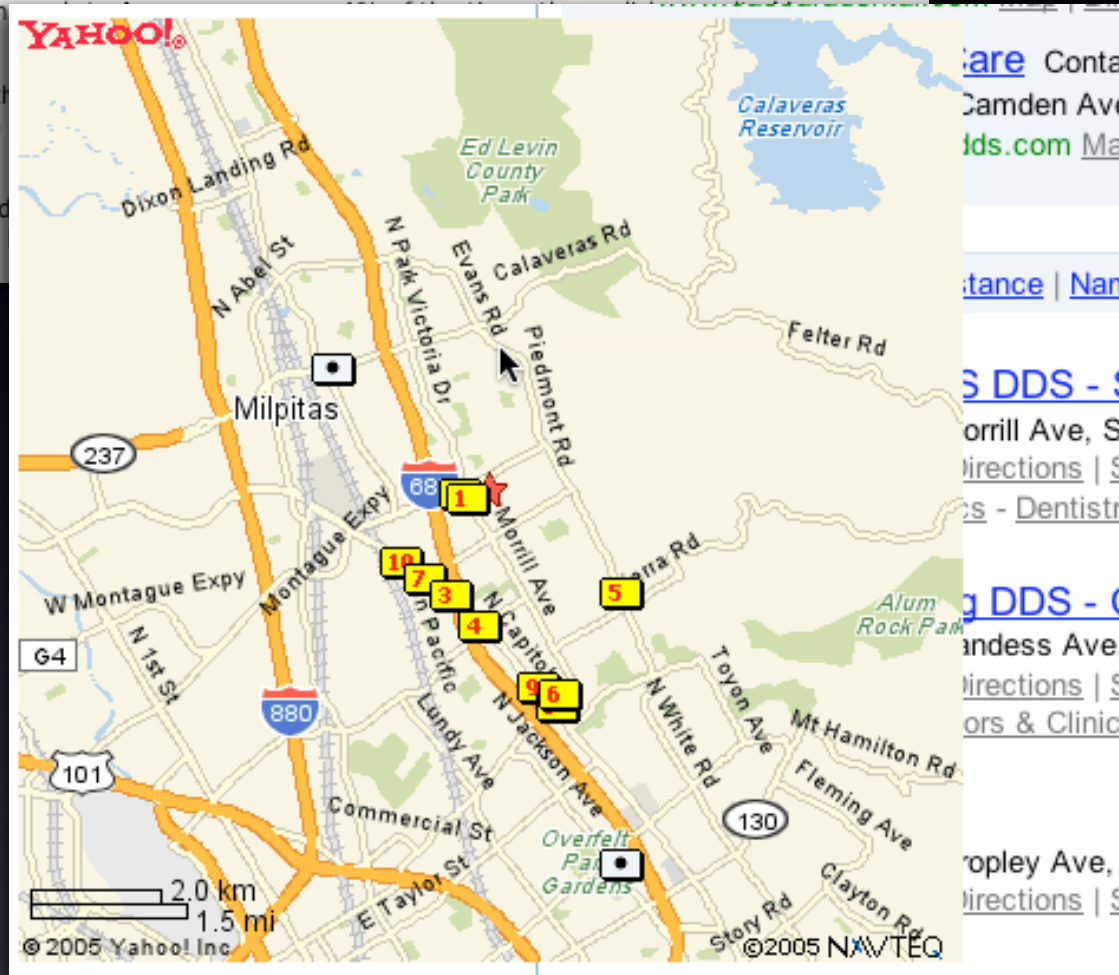 YAHOO!
Calaveras
Reservoir
Ed Levin
County
Park
Dixon Landing Rd
N Abel St
N Park Victoria Dr
Evans Rd
Calaveras Rd
Piedmont Rd
Felter Rd
Milpitas
237
680
1
Morrill Ave
Montague Expy
W Montague Expy
10
7
3
4
5
erra Rd
Alum
Rock Park
G4
N 1st St
n Pacific
N Capitol
9
6
880
Lundy Ave
N Jackson Ave
N White Rd
Toyon Ave
Mt Hamilton Rd
Fleming Ave
101
Commercial St
130
Overfelt
Gardens
E Taylor St
Clayton Rd
Story Rd
2.0 km
1.5 mi
© 2005 Yahoo! Inc
©2005 NAVTEQ
Care Conta
Camden Ave
dds.com Ma
stance | Nam
S DDS - S
orrill Ave, S
Directions | S
cs - Dentistr
g DDS - C
andess Ave,
Directions | S
ors & Clinic
ropley Ave,
Directions | S